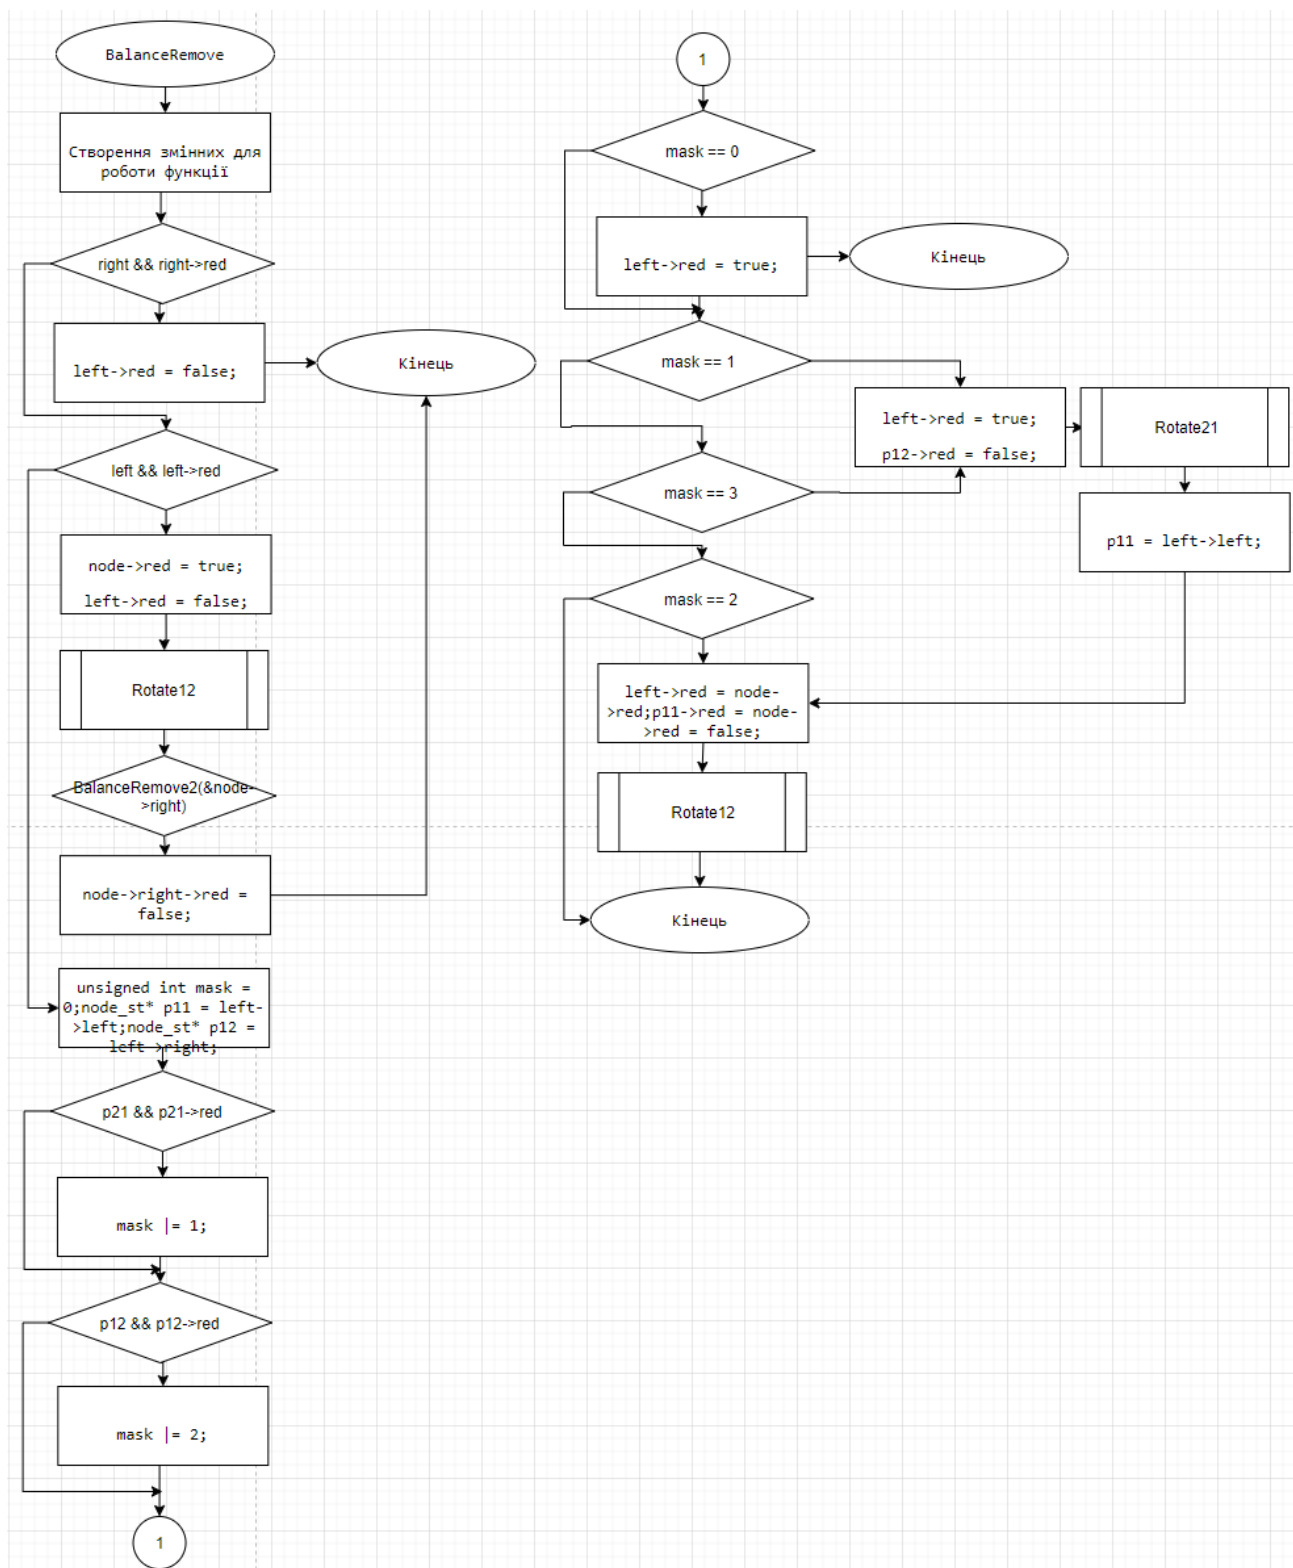 BalanceRemove
Створення змінних для
роботи функції
right && right->red
left->red = false;
Кінець
left && left->red
node->red = true;
left->red = false;
Rotate12
BalanceRemove2(&node-
>right)
node->right->red =
false;
unsigned int mask =
0;node_st* p11 = left-
>left;node_st* p12 =
left->right;
p21 && p21->red
mask |= 1;
p12 && p12->red
mask |= 2;
1
1
mask == 0
left->red = true;
Кінець
mask == 1
left->red = true;
p12->red = false;
Rotate21
p11 = left->left;
mask == 3
mask == 2
left->red = node-
>red;p11->red = node-
>red = false;
Rotate12
Кінець